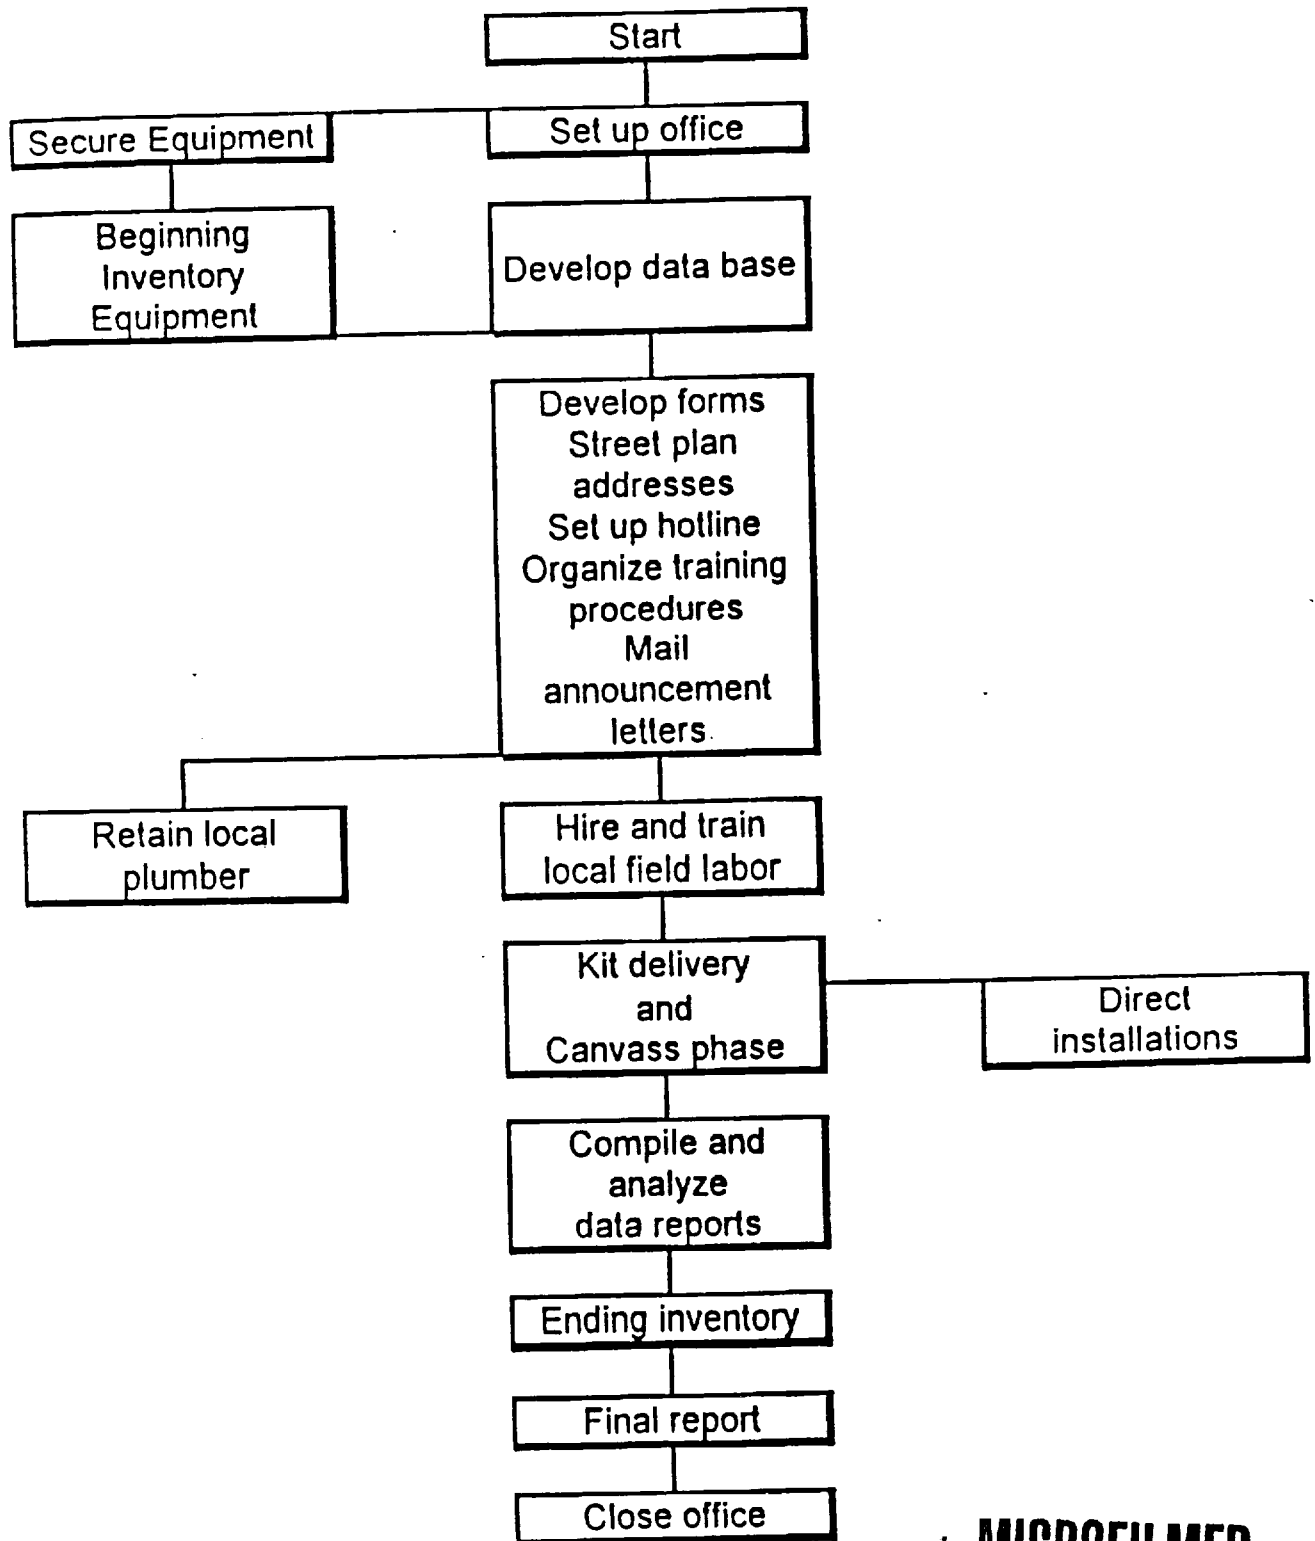 Start
Secure Equipment
Set up office
Beginning
Inventory
Equipment
Develop data base
Develop forms
Street plan
addresses
Set up hotline
Organize training
procedures
Mail
announcement
letters
Retain local
plumber
Hire and train
local field labor
Kit delivery
and
Canvass phase
Direct
installations
Compile and
analyze
data reports
Ending inventory
Final report
Close office
MICROFILMED